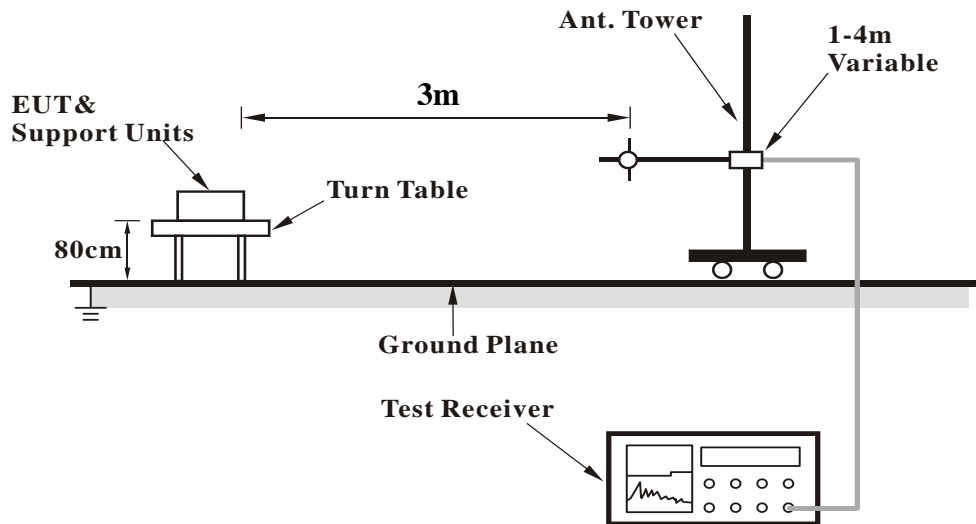 Ant. Tower
1-4m
Variable
3m
EUT&
Support Units
Turn Table
80cm
Ground Plane
Test Receiver